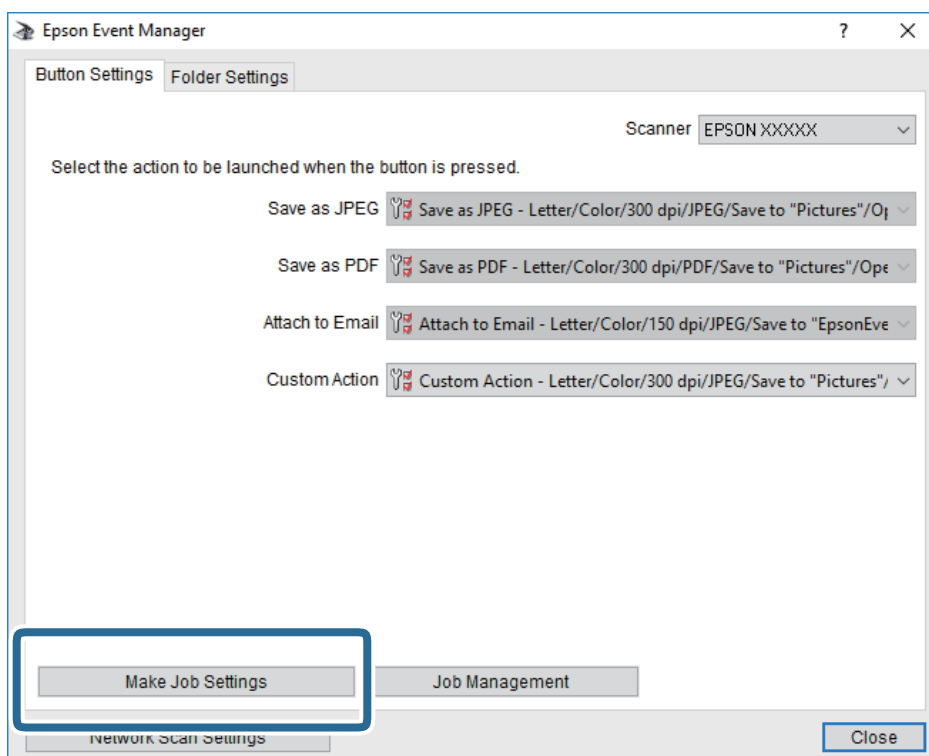 Epson Event Manager
Button Settings Folder Settings
Scanner EPSON XXXXX
Select the action to be launched when the button is pressed.
Save as JPEG Save as JPEG - Letter/Color/300 dpi/JPEG/Save to "Pictures"/Op
Save as PDF Save as PDF - Letter/Color/300 dpi/PDF/Save to "Pictures"/Ope
Attach to Email Attach to Email - Letter/Color/150 dpi/JPEG/Save to "EpsonEve
Custom Action Custom Action - Letter/Color/300 dpi/JPEG/Save to "Pictures"/
Make Job Settings Job Management
Network Scan Settings Close